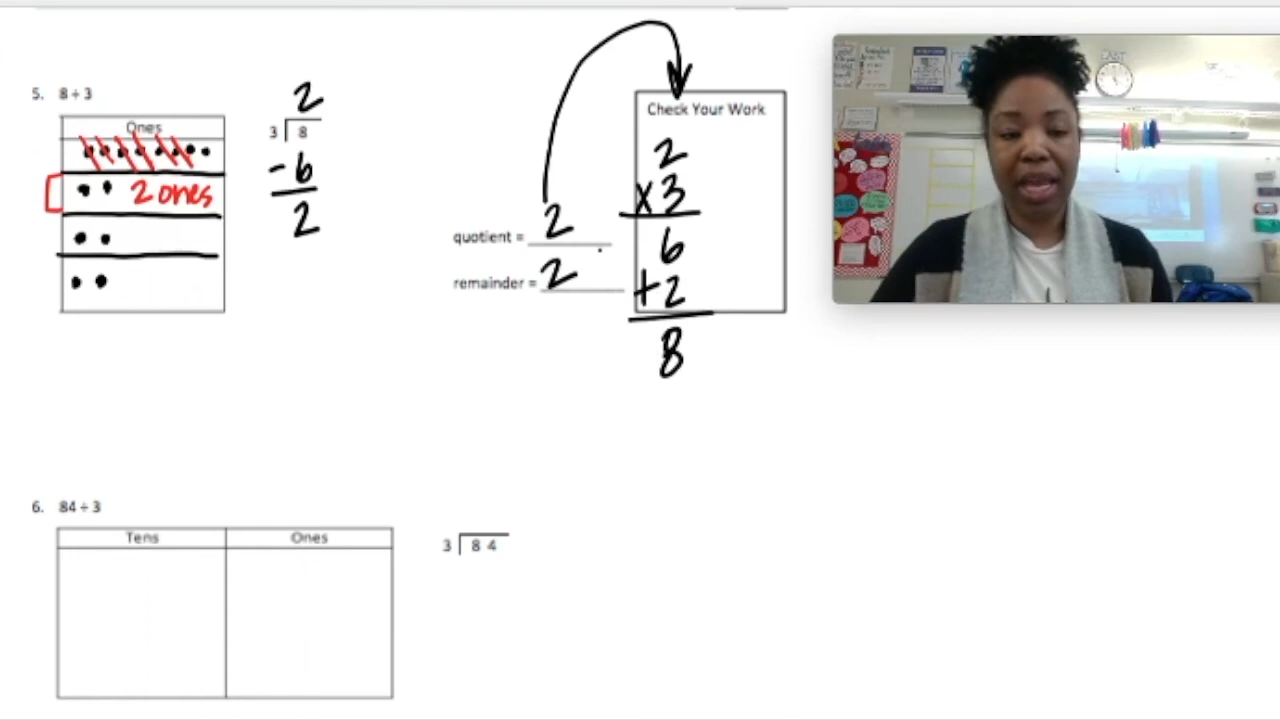 5. 8 ÷ 3
Ones
2 ones
2
3 8
-6
2
quotient = 2
remainder = 2
Check Your Work
2
x3
6
+2
8
6. 84 ÷ 3
Tens Ones
3 8 4